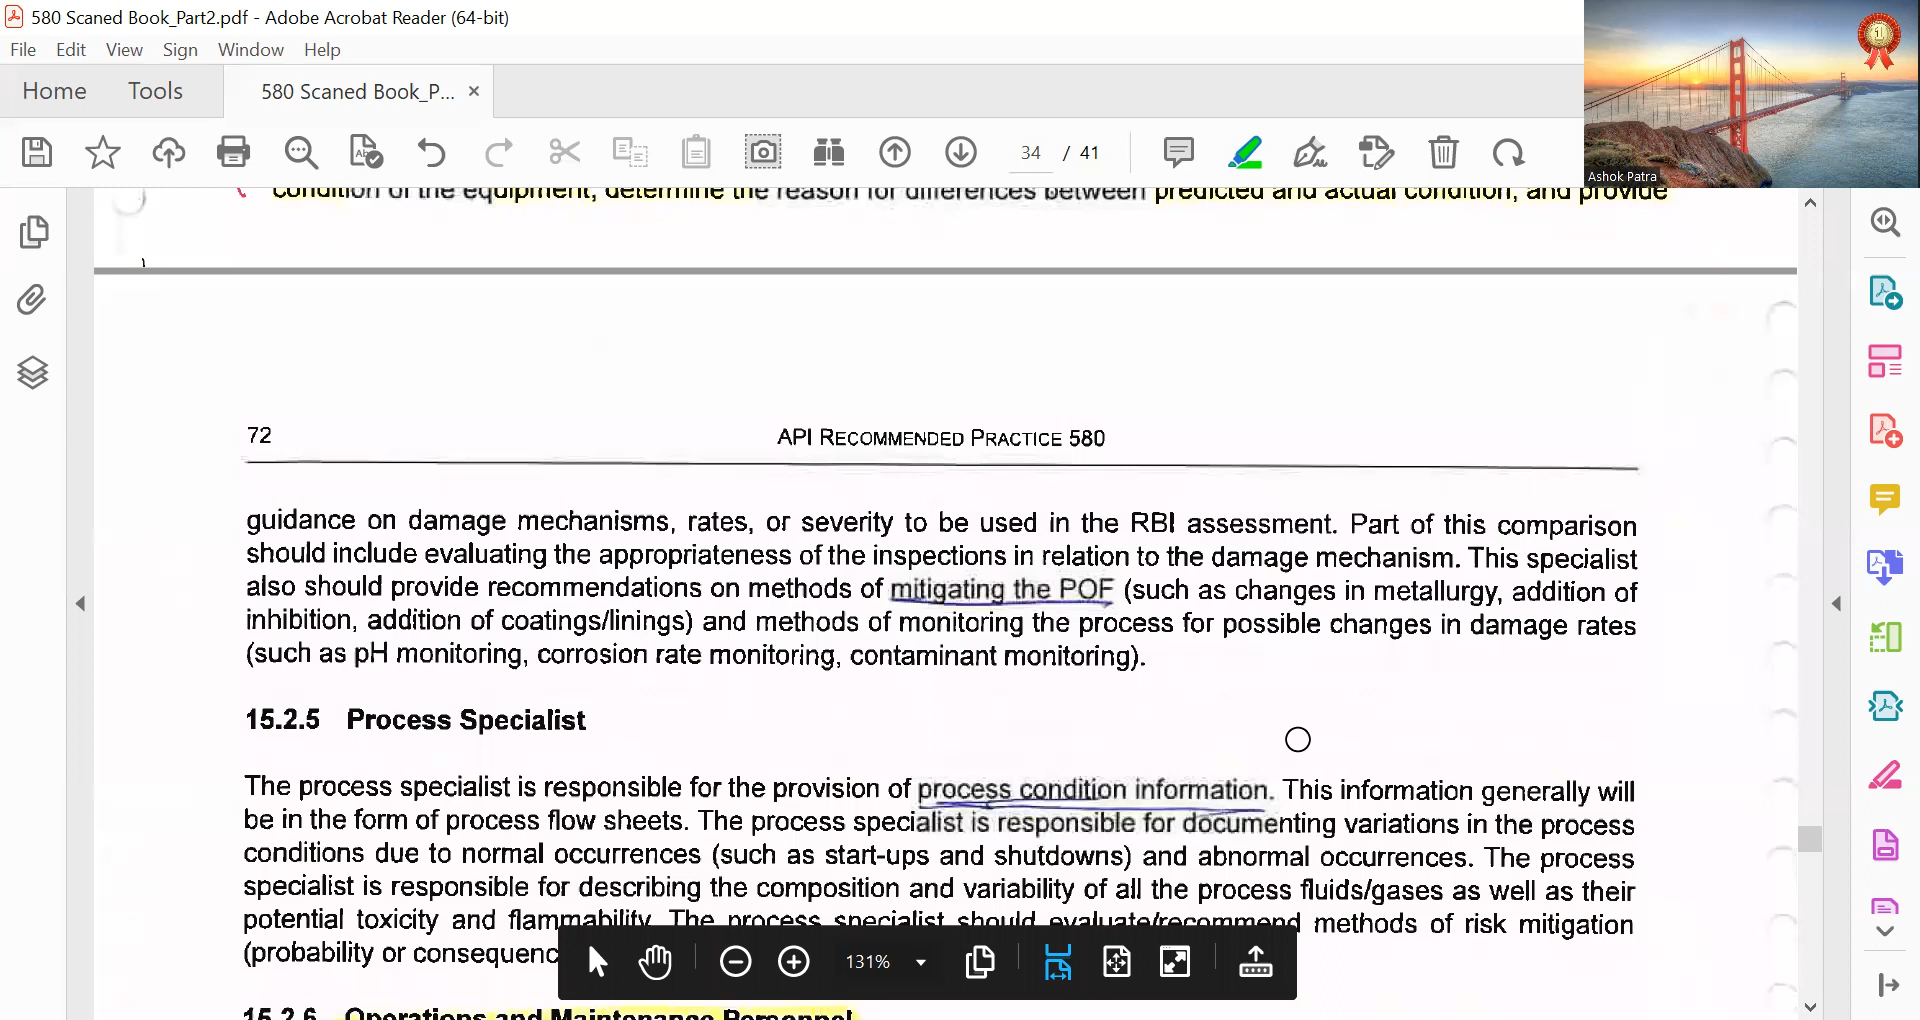 580 Scaned Book_Part2.pdf - Adobe Acrobat Reader (64-bit)
File Edit View Sign Window Help
Home Tools 580 Scaned Book_P... ×
34 / 41
1
Ashok Patra
condition of the equipment, determine the reason for differences between predicted and actual condition, and provide
72 API RECOMMENDED PRACTICE 580
guidance on damage mechanisms, rates, or severity to be used in the RBI assessment. Part of this comparison
should include evaluating the appropriateness of the inspections in relation to the damage mechanism. This specialist
also should provide recommendations on methods of mitigating the POF (such as changes in metallurgy, addition of
inhibition, addition of coatings/linings) and methods of monitoring the process for possible changes in damage rates
(such as pH monitoring, corrosion rate monitoring, contaminant monitoring).
15.2.5 Process Specialist
The process specialist is responsible for the provision of process condition information. This information generally will
be in the form of process flow sheets. The process specialist is responsible for documenting variations in the process
conditions due to normal occurrences (such as start-ups and shutdowns) and abnormal occurrences. The process
specialist is responsible for describing the composition and variability of all the process fluids/gases as well as their
potential toxicity and flammability. The process specialist should evaluate/recommend methods of risk mitigation
(probability or consequenc
131%
15.2.6 Operations and Maintenance Personnel